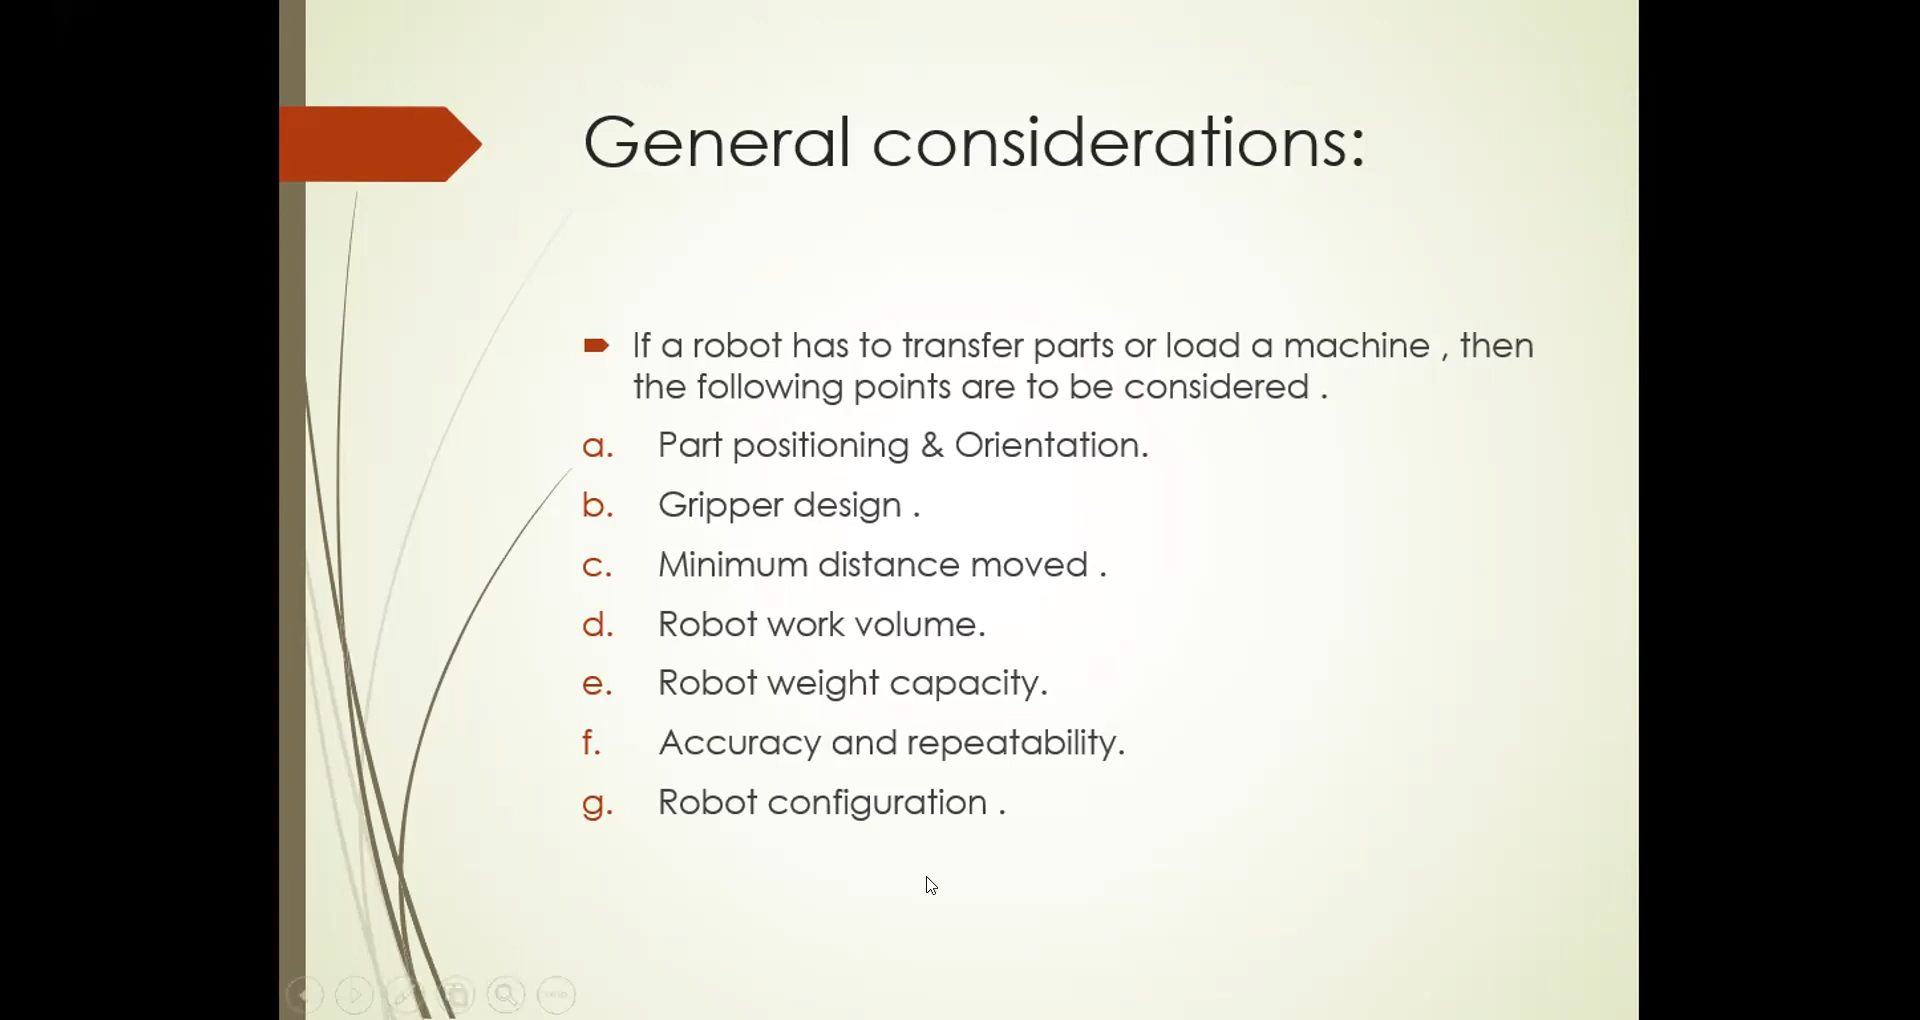 General considerations:
If a robot has to transfer parts or load a machine , then
the following points are to be considered .
a. Part positioning & Orientation.
b. Gripper design .
c. Minimum distance moved .
d. Robot work volume.
e. Robot weight capacity.
f. Accuracy and repeatability.
g. Robot configuration .